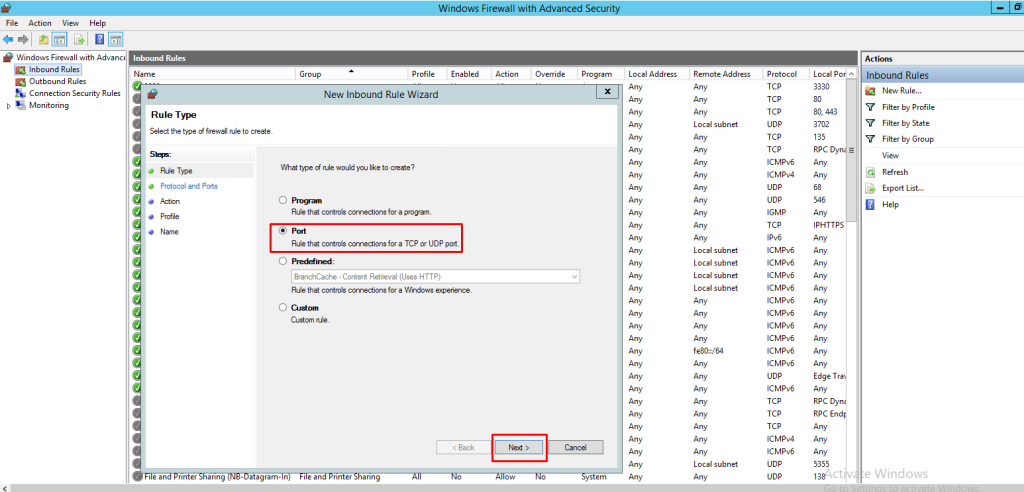 Windows Firewall with Advanced Security
File Action View Help
Windows Firewall with Advance
Inbound Rules
Outbound Rules
Connection Security Rules
Monitoring
Inbound Rules
Name Group Profile Enabled Action Override Program Local Address Remote Address Protocol Local Por
Any Any TCP 3330
Any Any TCP 80
Any Any TCP 80, 443
Any Local subnet UDP 3702
Any Any TCP 135
Any Any TCP RPC Dyna
Any Any ICMPv6 Any
Any Any ICMPv4 Any
Any Any UDP 68
Any Any UDP 546
Any Any IGMP Any
Any Any TCP IPHTTPS
Any Any IPv6 Any
Any Local subnet ICMPv6 Any
Any Local subnet ICMPv6 Any
Any Local subnet ICMPv6 Any
Any Any ICMPv6 Any
Any Any ICMPv6 Any
Any Any ICMPv6 Any
Any Any ICMPv6 Any
Any fe80::/64 ICMPv6 Any
Any Any ICMPv6 Any
Any Any UDP Edge Trav
Any Any ICMPv6 Any
Any Any TCP RPC Dyna
Any Any TCP RPC Endp
Any Any TCP Any
Any Any ICMPv4 Any
Any Any ICMPv6 Any
Any Local subnet UDP 5355
File and Printer Sharing (NB-Datagram-In) File and Printer Sharing All No Allow No System Any Any UDP 138
New Inbound Rule Wizard
Rule Type
Select the type of firewall rule to create.
Steps:
Rule Type
Protocol and Ports
Action
Profile
Name
What type of rule would you like to create?
Program
Rule that controls connections for a program.
Port
Rule that controls connections for a TCP or UDP port.
Predefined:
BranchCache - Content Retrieval (Uses HTTP)
Rule that controls connections for a Windows experience.
Custom
Custom rule.
< Back Next > Cancel
Actions
Inbound Rules
New Rule...
Filter by Profile
Filter by State
Filter by Group
View
Refresh
Export List...
Help
Activate Windows
Go to Settings to activate Windows.